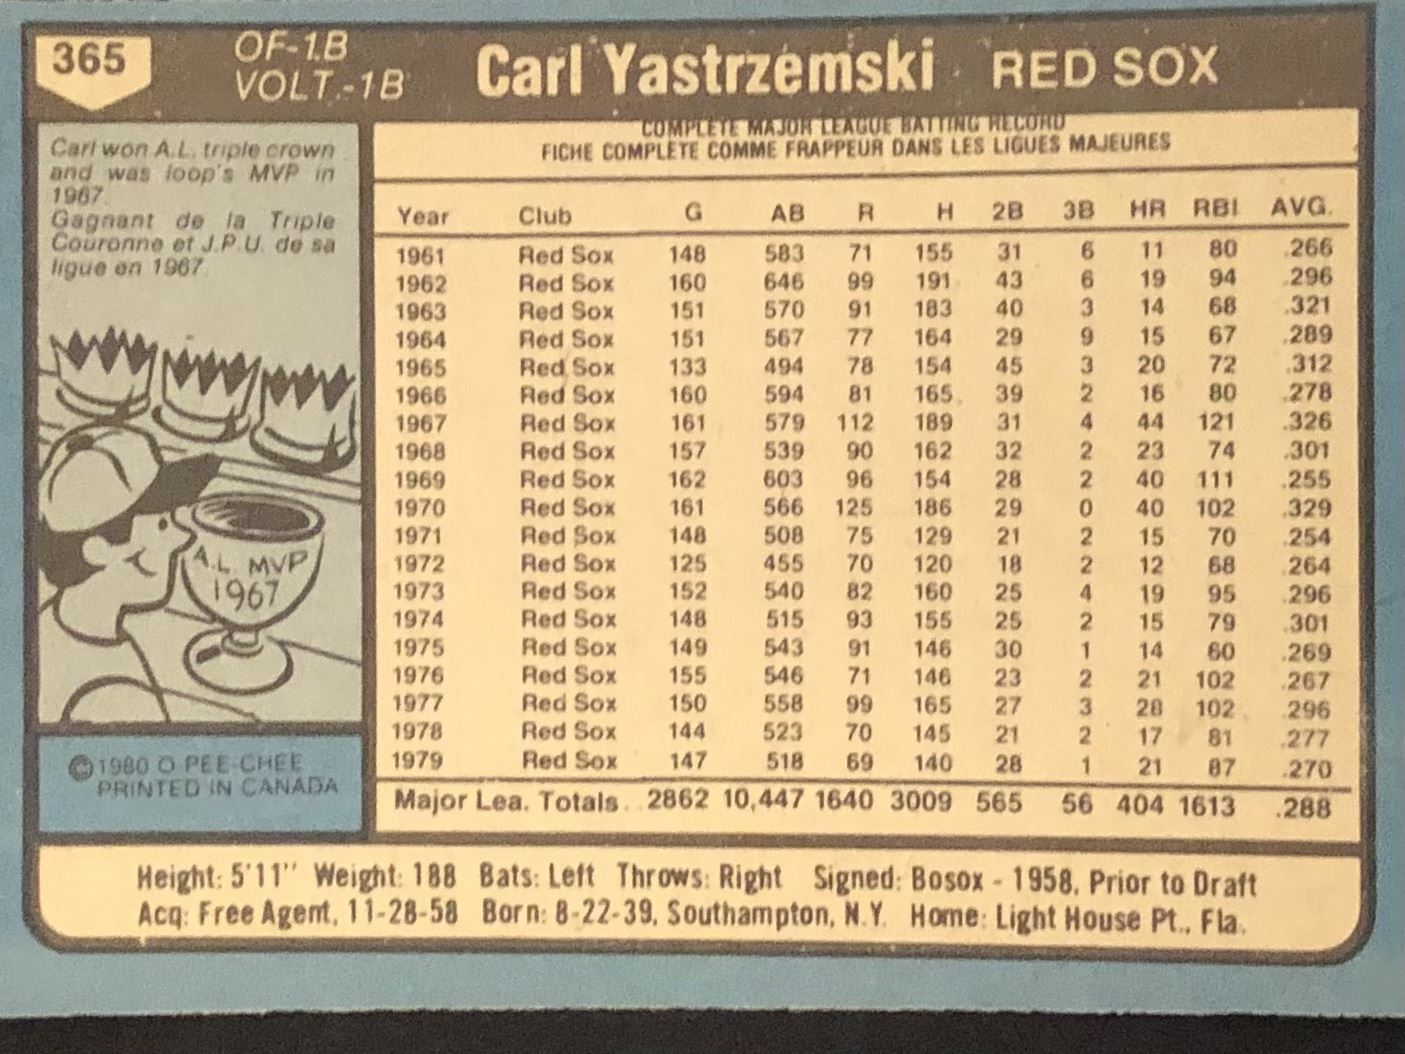 365
OF-1B
VOLT.-1B
Carl Yastrzemski
RED SOX
Carl won A.L. triple crown
and was loop's MVP in
1967.
Gagnant de la Triple
Couronne et J.P.U. de sa
ligue en 1967.
A.L. MVP
1967
© 1980 O PEE-CHEE
PRINTED IN CANADA
COMPLETE MAJOR LEAGUE BATTING RECORD
FICHE COMPLETE COMME FRAPPEUR DANS LES LIGUES MAJEURES
Year Club G AB R H 2B 3B HR RBI AVG.
1961 Red Sox 148 583 71 155 31 6 11 80 .266
1962 Red Sox 160 646 99 191 43 6 19 94 .296
1963 Red Sox 151 570 91 183 40 3 14 68 .321
1964 Red Sox 151 567 77 164 29 9 15 67 .289
1965 Red Sox 133 494 78 154 45 3 20 72 .312
1966 Red Sox 160 594 81 165 39 2 16 80 .278
1967 Red Sox 161 579 112 189 31 4 44 121 .326
1968 Red Sox 157 539 90 162 32 2 23 74 .301
1969 Red Sox 162 603 96 154 28 2 40 111 .255
1970 Red Sox 161 566 125 186 29 0 40 102 .329
1971 Red Sox 148 508 75 129 21 2 15 70 .254
1972 Red Sox 125 455 70 120 18 2 12 68 .264
1973 Red Sox 152 540 82 160 25 4 19 95 .296
1974 Red Sox 148 515 93 155 25 2 15 79 .301
1975 Red Sox 149 543 91 146 30 1 14 60 .269
1976 Red Sox 155 546 71 146 23 2 21 102 .267
1977 Red Sox 150 558 99 165 27 3 28 102 .296
1978 Red Sox 144 523 70 145 21 2 17 81 .277
1979 Red Sox 147 518 69 140 28 1 21 87 .270
Major Lea. Totals 2862 10,447 1640 3009 565 56 404 1613 .288
Height: 5'11" Weight: 188 Bats: Left Throws: Right Signed: Bosox - 1958, Prior to Draft
Acq: Free Agent, 11-28-58 Born: 8-22-39, Southampton, N.Y. Home: Light House Pt., Fla.